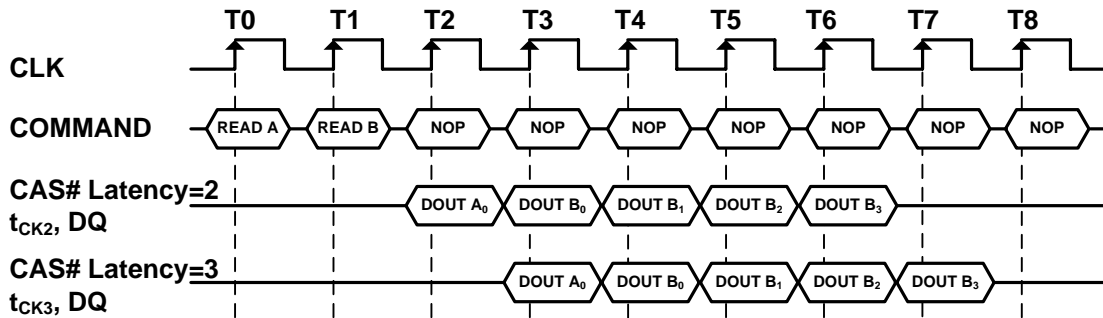 T0 T1 T2 T3 T4 T5 T6 T7 T8
CLK
COMMAND READ A READ B NOP NOP NOP NOP NOP NOP NOP
CAS# Latency=2
tCK2, DQ DOUT A0 DOUT B0 DOUT B1 DOUT B2 DOUT B3
CAS# Latency=3
tCK3, DQ DOUT A0 DOUT B0 DOUT B1 DOUT B2 DOUT B3